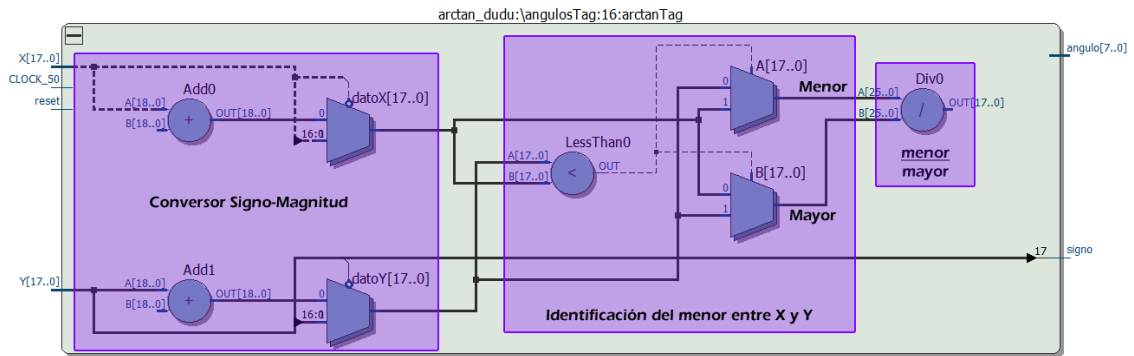 arctan_dudu:\angulosTag:16:arctanTag
X[17..0]
CLOCK_50
reset
Add0
A[18..0]
B[18..0]
+
OUT[18..0]
datoX[17..0]
0
16:0
1
Conversor Signo-Magnitud
Y[17..0]
Add1
A[18..0]
B[18..0]
+
OUT[18..0]
datoY[17..0]
0
16:0
1
LessThan0
A[17..0]
B[17..0]
<
OUT
A[17..0]
0
1
Menor
B[17..0]
0
1
Mayor
Identificación del menor entre X y Y
Div0
A[25..0]
B[25..0]
/
OUT[17..0]
menor
mayor
angulo[7..0]
17
signo